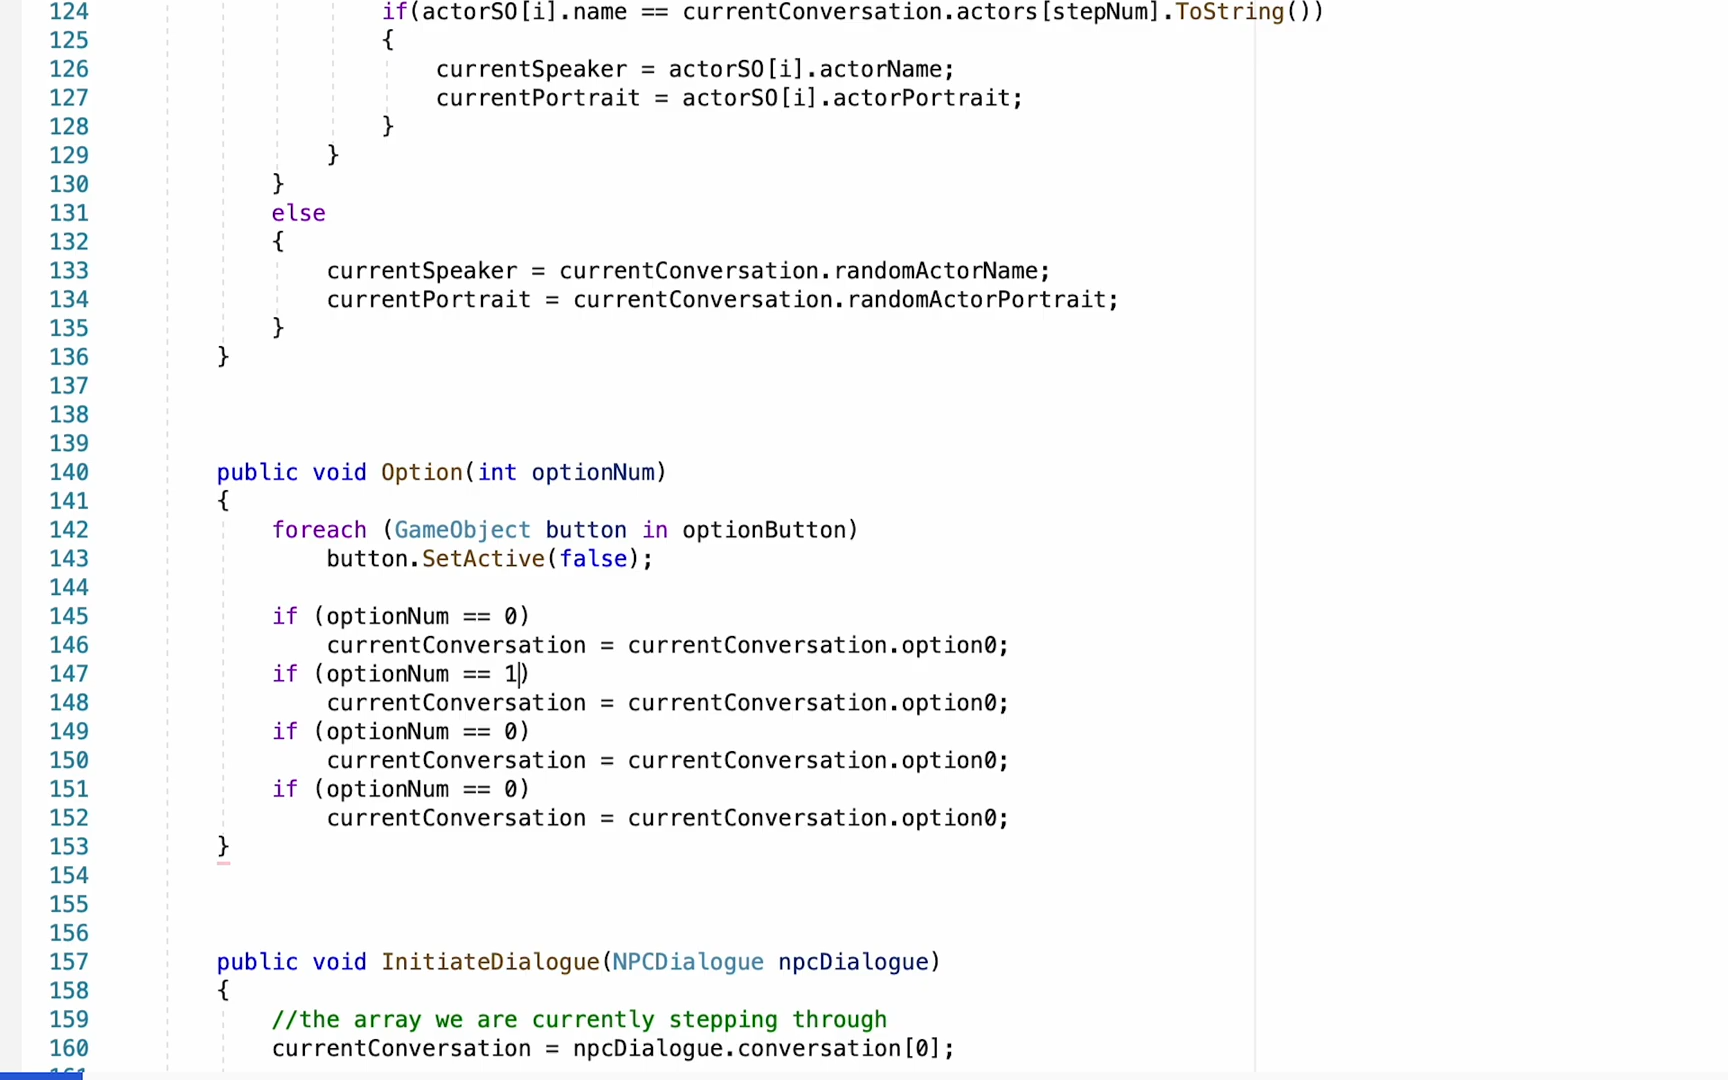 124 if(actorSO[i].name == currentConversation.actors[stepNum].ToString())
125 {
126 currentSpeaker = actorSO[i].actorName;
127 currentPortrait = actorSO[i].actorPortrait;
128 }
129 }
130 }
131 else
132 {
133 currentSpeaker = currentConversation.randomActorName;
134 currentPortrait = currentConversation.randomActorPortrait;
135 }
136 }
137
138
139
140 public void Option(int optionNum)
141 {
142 foreach (GameObject button in optionButton)
143 button.SetActive(false);
144
145 if (optionNum == 0)
146 currentConversation = currentConversation.option0;
147 if (optionNum == 1)
148 currentConversation = currentConversation.option0;
149 if (optionNum == 0)
150 currentConversation = currentConversation.option0;
151 if (optionNum == 0)
152 currentConversation = currentConversation.option0;
153 }
154
155
156
157 public void InitiateDialogue(NPCDialogue npcDialogue)
158 {
159 //the array we are currently stepping through
160 currentConversation = npcDialogue.conversation[0];